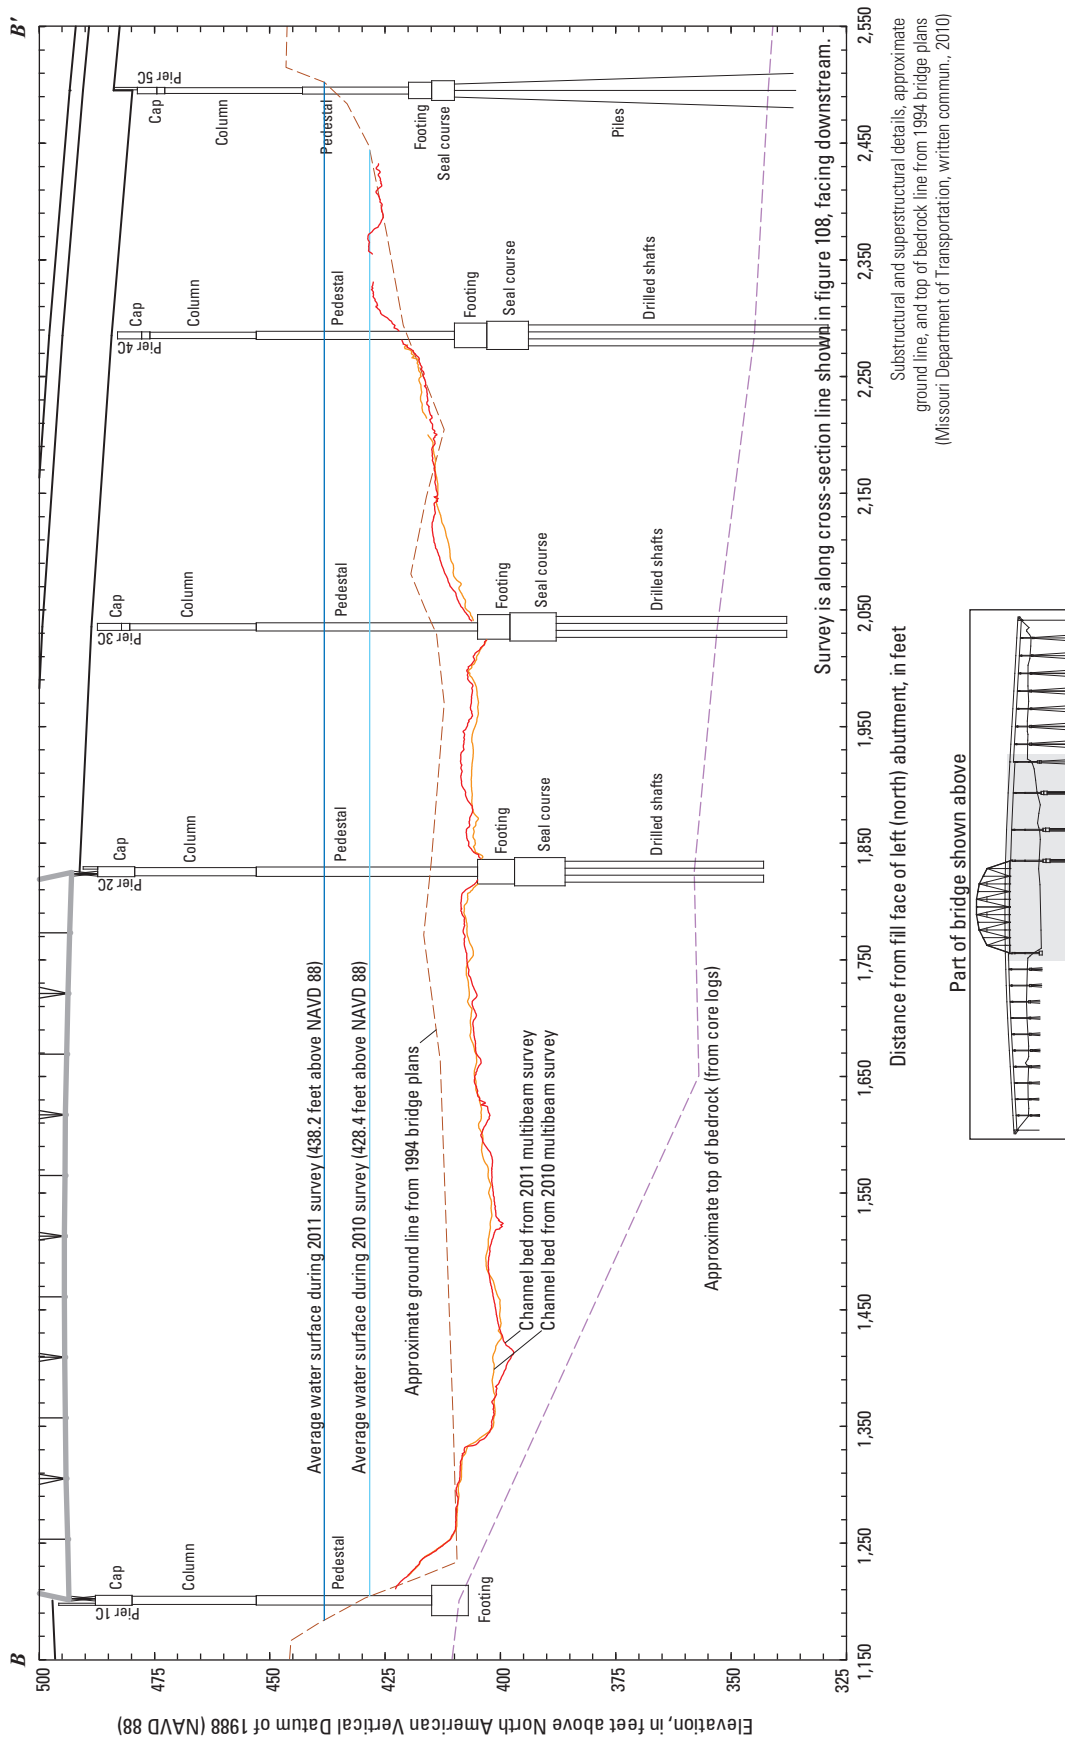 B
B'
Elevation, in feet above North American Vertical Datum of 1988 (NAVD 88)
500
475
450
425
400
375
350
325
Pier 1C
Cap
Column
Pedestal
Footing
Pier 2C
Cap
Column
Pedestal
Footing
Seal course
Drilled shafts
Pier 3C
Cap
Column
Pedestal
Footing
Seal course
Drilled shafts
Pier 4C
Cap
Column
Pedestal
Footing
Seal course
Drilled shafts
Pier 5C
Cap
Column
Pedestal
Footing
Seal course
Piles
Average water surface during 2011 survey (438.2 feet above NAVD 88)
Average water surface during 2010 survey (428.4 feet above NAVD 88)
Approximate ground line from 1994 bridge plans
Channel bed from 2011 multibeam survey
Channel bed from 2010 multibeam survey
Approximate top of bedrock (from core logs)
Survey is along cross-section line shown in figure 108, facing downstream.
1,150
1,250
1,350
1,450
1,550
1,650
1,750
1,850
1,950
2,050
2,150
2,250
2,350
2,450
2,550
Distance from fill face of left (north) abutment, in feet
Substructural and superstructural details, approximate
ground line, and top of bedrock line from 1994 bridge plans
(Missouri Department of Transportation, written commun., 2010)
Part of bridge shown above